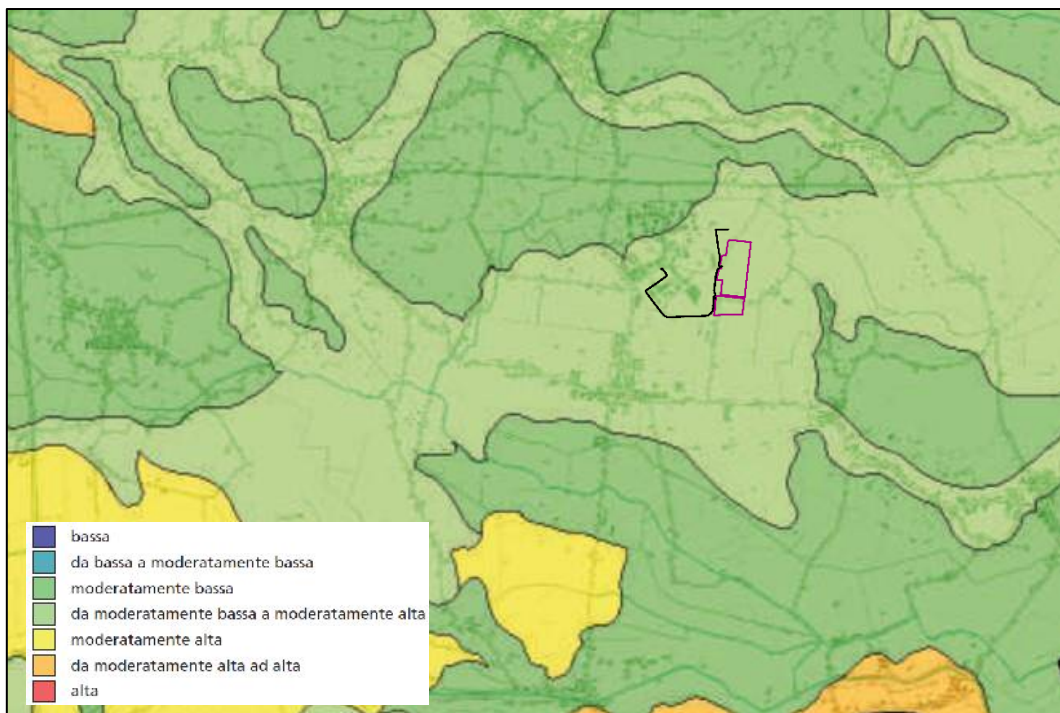 bassa
da bassa a moderatamente bassa
moderatamente bassa
da moderatamente bassa a moderatamente alta
moderatamente alta
da moderatamente alta ad alta
alta